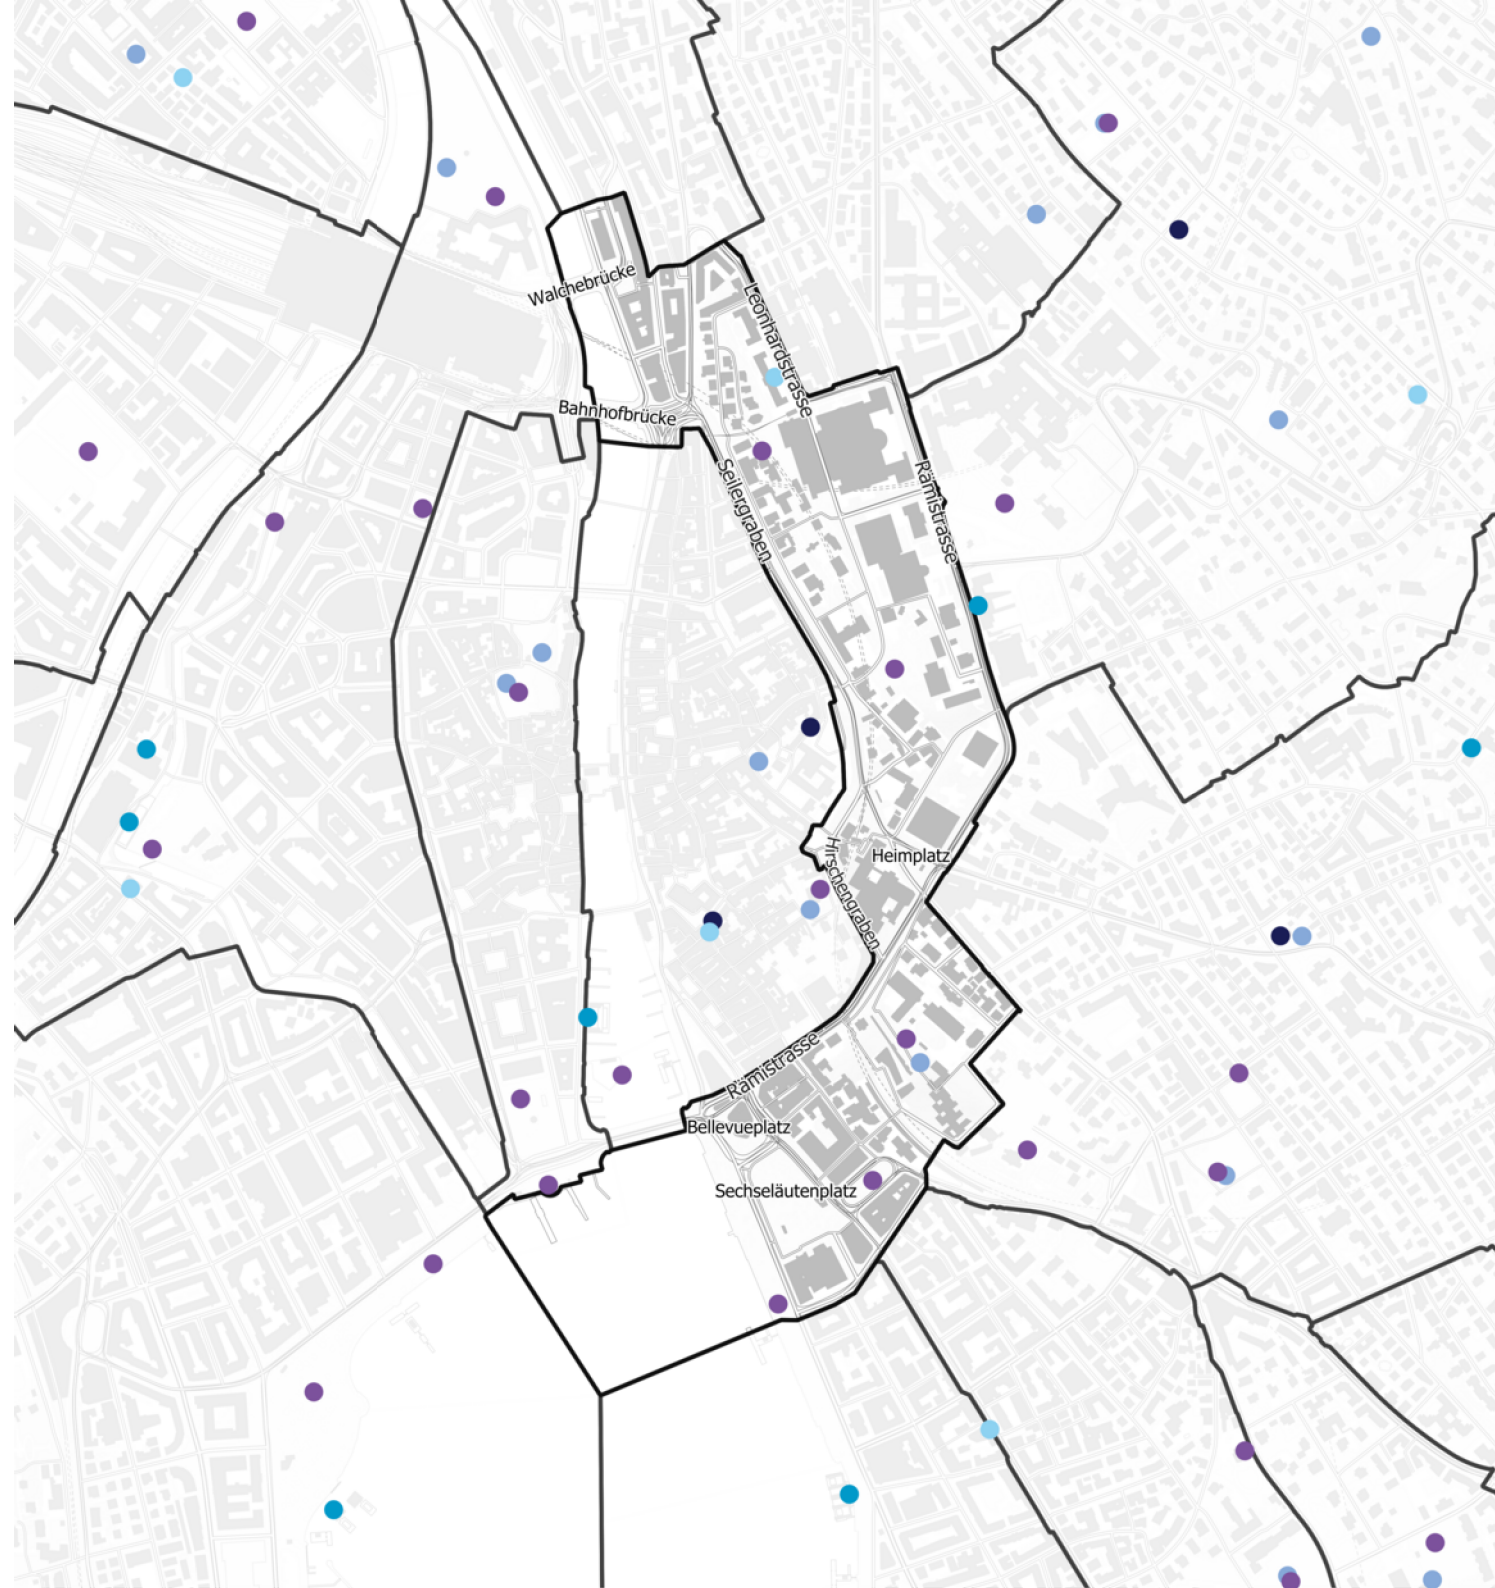 Walchebrücke
Leonhardstrasse
Bahnhofbrücke
Seilergraben
Rämistrasse
Hirschengraben
Heimplatz
Rämistrasse
Bellevueplatz
Sechseläutenplatz